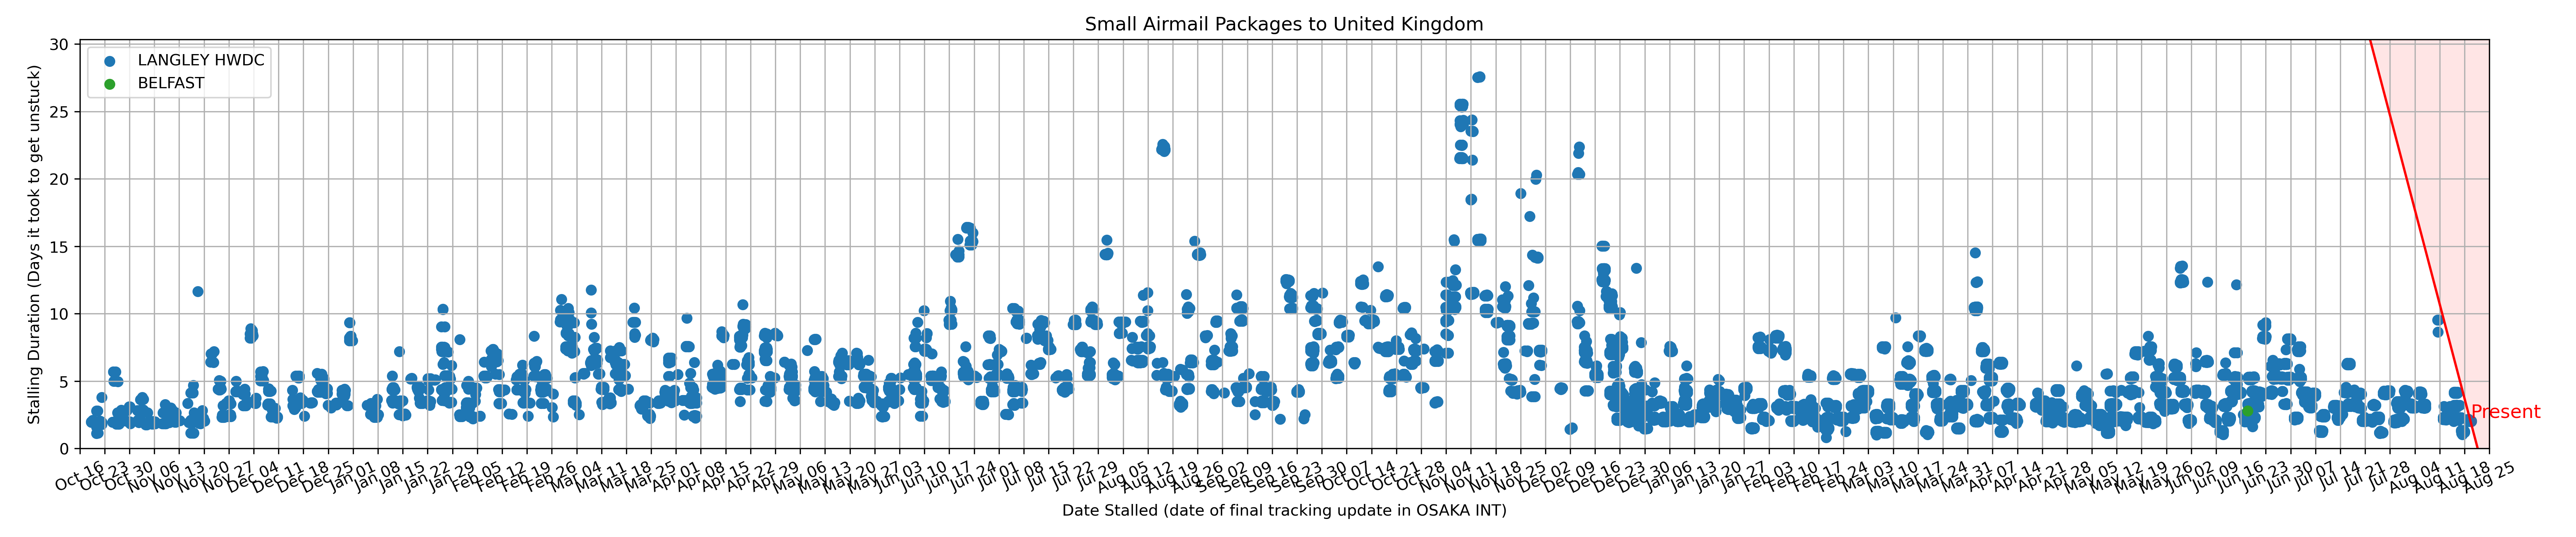 Small Airmail Packages to United Kingdom
LANGLEY HWDC
BELFAST
Stalling Duration (Days it took to get unstuck)
30
25
20
15
10
5
0
Present
Oct 16
Oct 23
Oct 30
Nov 06
Nov 13
Nov 20
Nov 27
Dec 04
Dec 11
Dec 18
Dec 25
Jan 01
Jan 08
Jan 15
Jan 22
Jan 29
Feb 05
Feb 12
Feb 19
Feb 26
Mar 04
Mar 11
Mar 18
Mar 25
Apr 01
Apr 08
Apr 15
Apr 22
Apr 29
May 06
May 13
May 20
May 27
Jun 03
Jun 10
Jun 17
Jun 24
Jul 01
Jul 08
Jul 15
Jul 22
Jul 29
Aug 05
Aug 12
Aug 19
Aug 26
Sep 02
Sep 09
Sep 16
Sep 23
Sep 30
Oct 07
Oct 14
Oct 21
Oct 28
Nov 04
Nov 11
Nov 18
Nov 25
Dec 02
Dec 09
Dec 16
Dec 23
Dec 30
Jan 06
Jan 13
Jan 20
Jan 27
Feb 03
Feb 10
Feb 17
Feb 24
Mar 03
Mar 10
Mar 17
Mar 24
Mar 31
Apr 07
Apr 14
Apr 21
Apr 28
May 05
May 12
May 19
May 26
Jun 02
Jun 09
Jun 16
Jun 23
Jun 30
Jul 07
Jul 14
Jul 21
Jul 28
Aug 04
Aug 11
Aug 18
Aug 25
Date Stalled (date of final tracking update in OSAKA INT)